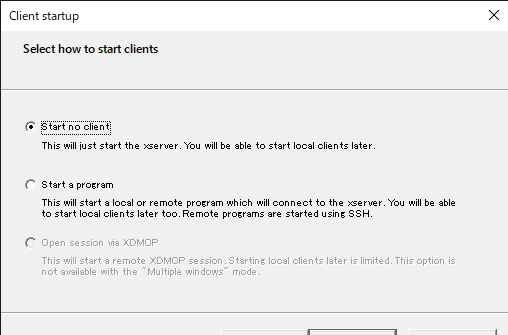 Client startup
Select how to start clients
Start no client
This will just start the xserver. You will be able to start local clients later.
Start a program
This will start a local or remote program which will connect to the xserver. You will be able
to start local clients later too. Remote programs are started using SSH.
Open session via XDMCP
This will start a remote XDMCP session. Starting local clients later is limited. This option is
not available with the "Multiple windows" mode.